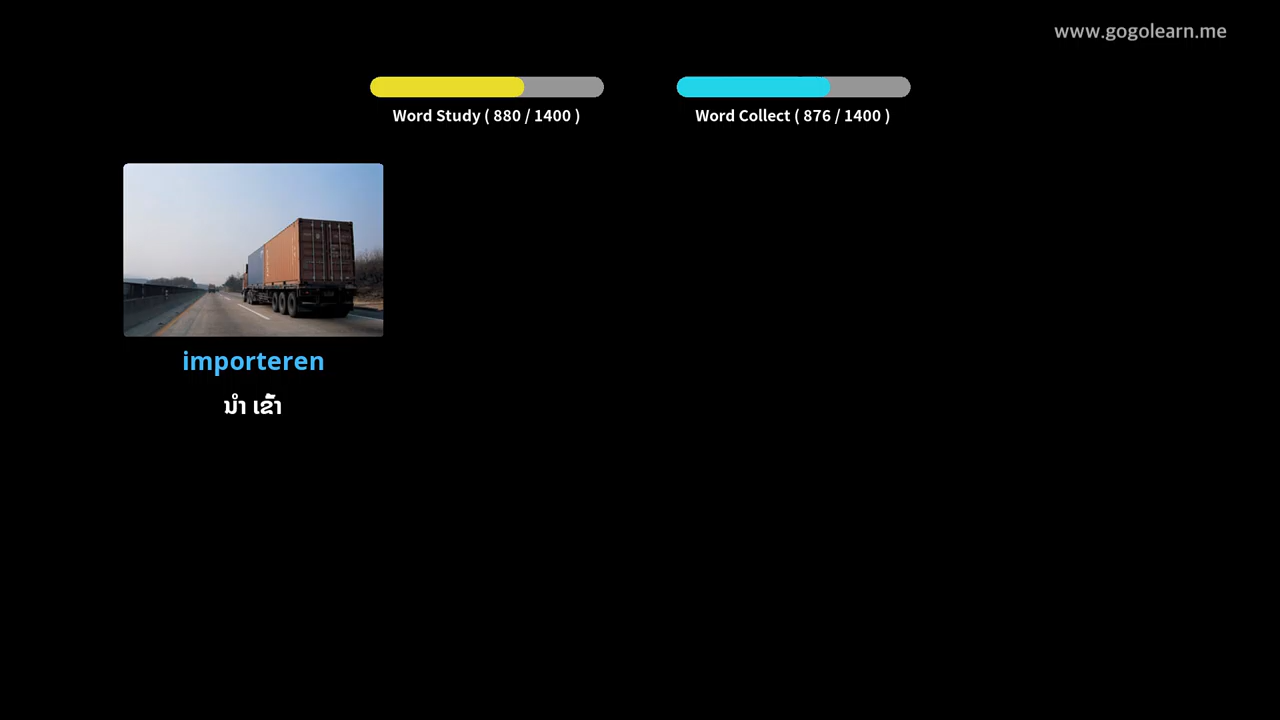 www.gogolearn.me
Word Study ( 880 / 1400 )
Word Collect ( 876 / 1400 )
importeren
ນຳ ເຂົ້າ